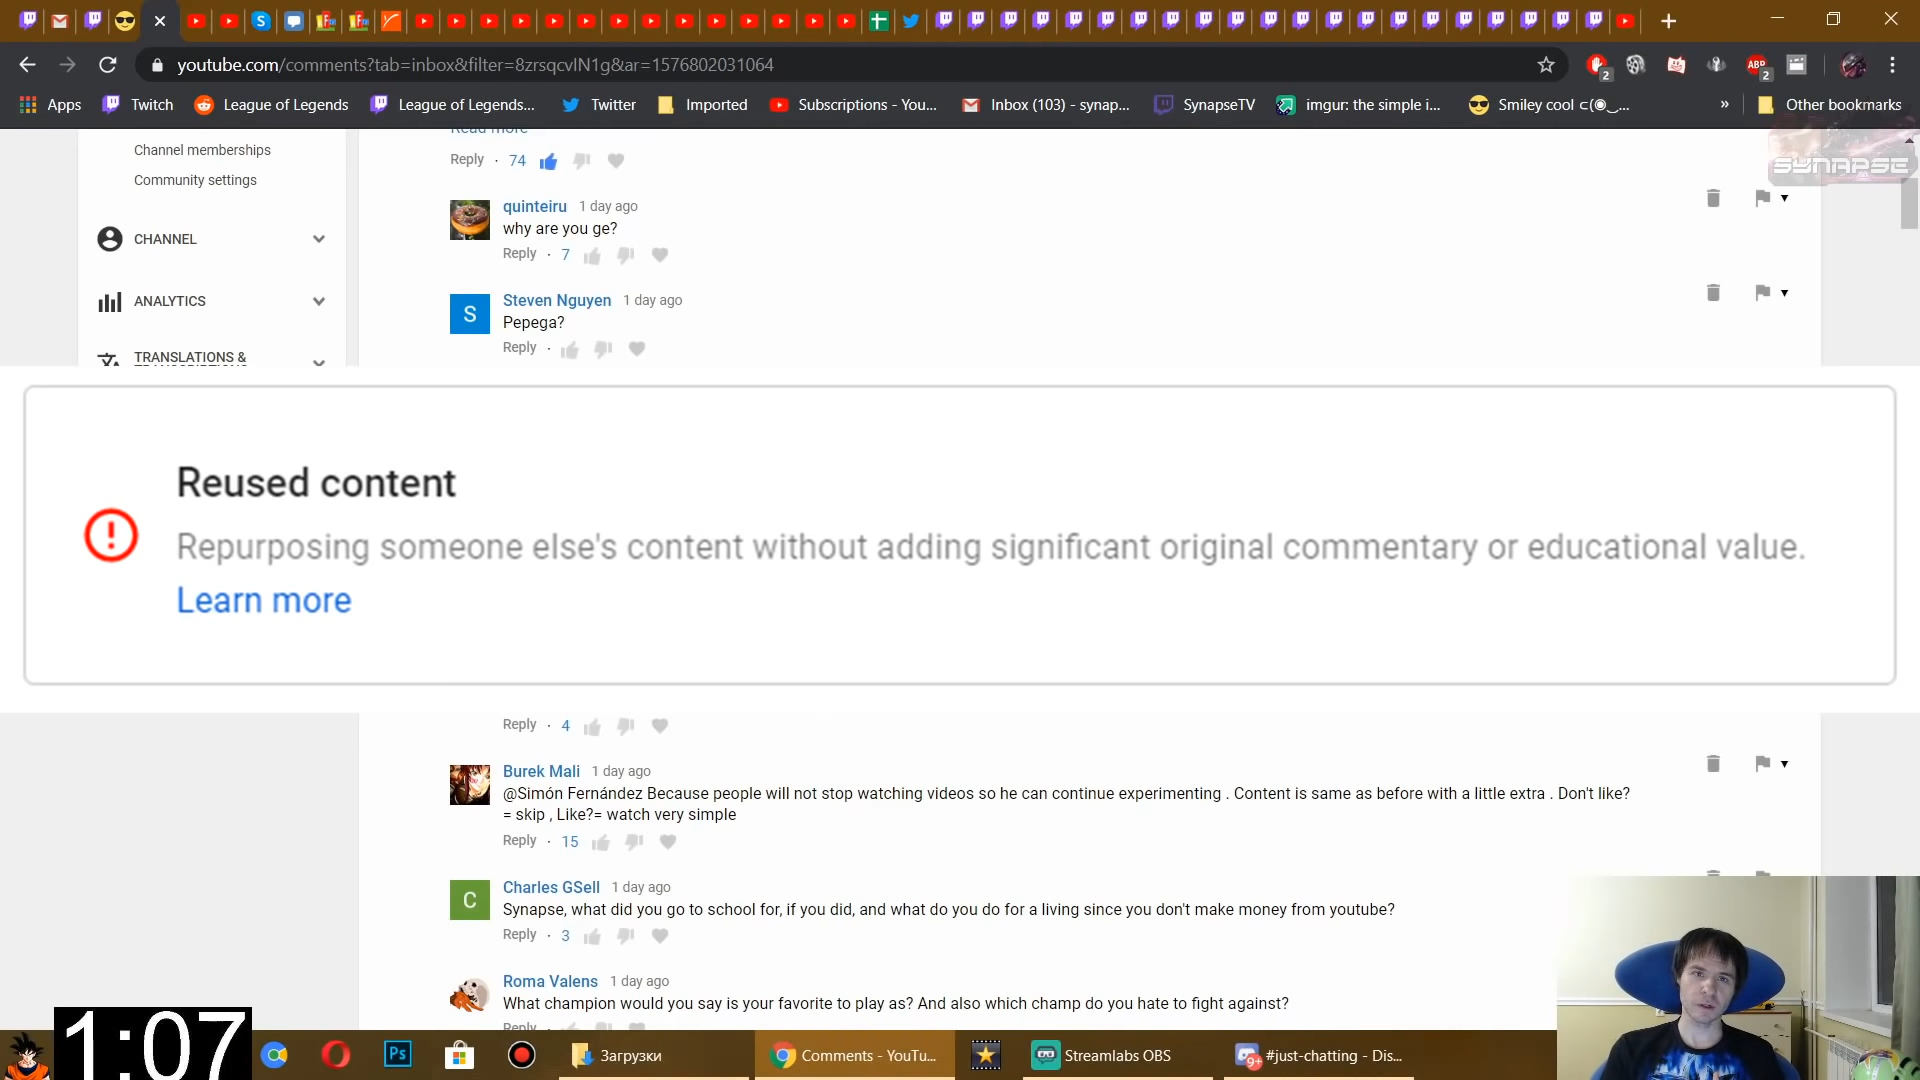 youtube.com/comments?tab=inbox&filter=8zrsqcvIN1g&ar=1576802031064
2
ABP
2
Apps
Twitch
League of Legends
League of Legends...
Twitter
Imported
Subscriptions - You...
Inbox (103) - synap...
SynapseTV
imgur: the simple i...
Smiley cool ⊂(◉‿...
»
Other bookmarks
SYNAPSE
Channel memberships
Community settings
CHANNEL
ANALYTICS
TRANSLATIONS &
Read more
Reply · 74
quinteiru 1 day ago
why are you ge?
Reply · 7
S
Steven Nguyen 1 day ago
Pepega?
Reply ·
Reused content
Repurposing someone else's content without adding significant original commentary or educational value.
Learn more
Reply · 4
Burek Mali 1 day ago
@Simón Fernández Because people will not stop watching videos so he can continue experimenting . Content is same as before with a little extra . Don't like?
= skip , Like?= watch very simple
Reply · 15
C
Charles GSell 1 day ago
Synapse, what did you go to school for, if you did, and what do you do for a living since you don't make money from youtube?
Reply · 3
Roma Valens 1 day ago
What champion would you say is your favorite to play as? And also which champ do you hate to fight against?
Reply
1:07
Ps
Загрузки
Comments - YouTu...
Streamlabs OBS
9+
#just-chatting - Dis...